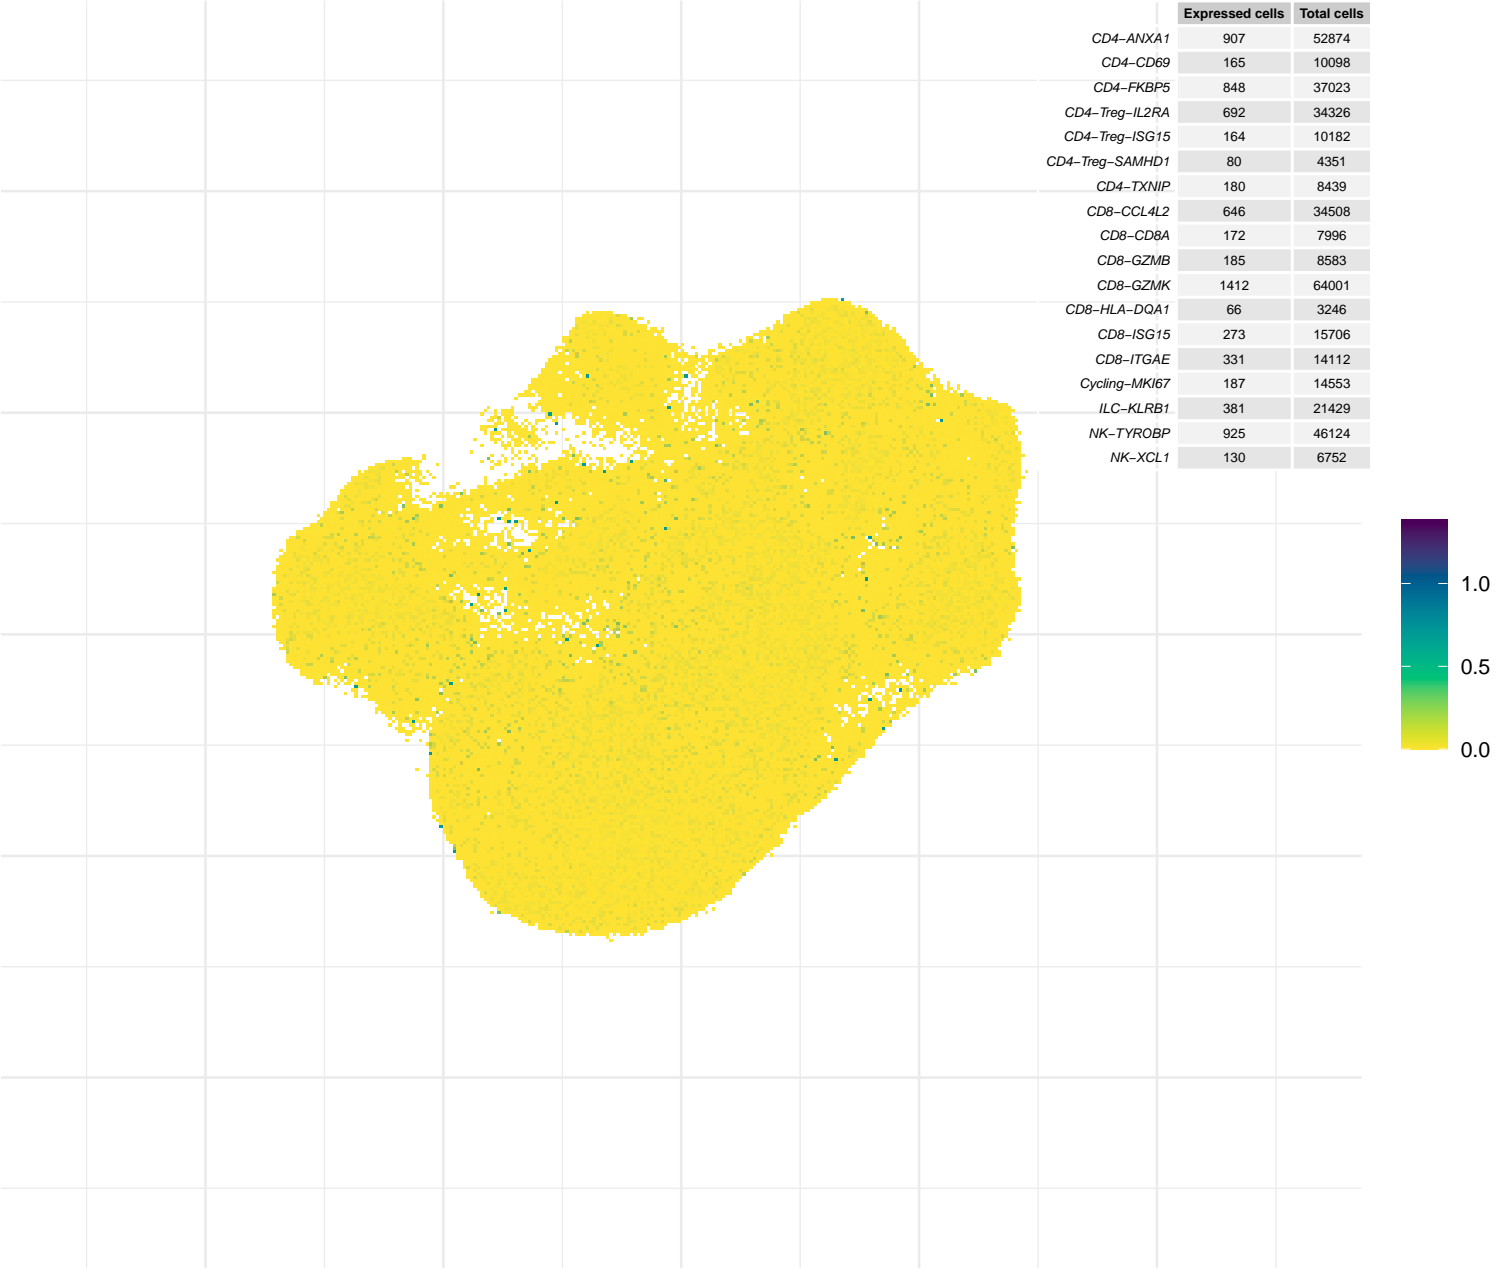 Expressed cells Total cells
CD4−ANXA1 907 52874
CD4−CD69 165 10098
CD4−FKBP5 848 37023
CD4−Treg−IL2RA 692 34326
CD4−Treg−ISG15 164 10182
CD4−Treg−SAMHD1 80 4351
CD4−TXNIP 180 8439
CD8−CCL4L2 646 34508
CD8−CD8A 172 7996
CD8−GZMB 185 8583
CD8−GZMK 1412 64001
CD8−HLA−DQA1 66 3246
CD8−ISG15 273 15706
CD8−ITGAE 331 14112
Cycling−MKI67 187 14553
ILC−KLRB1 381 21429
NK−TYROBP 925 46124
NK−XCL1 130 6752
1.0
0.5
0.0